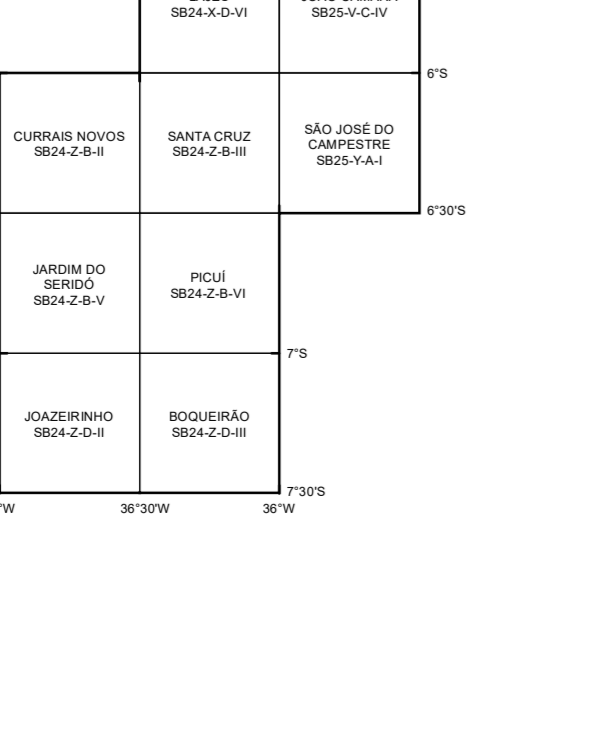 SB24-X-D-VI
SB25-V-C-IV
6°S
CURRAIS NOVOS
SB24-Z-B-II
SANTA CRUZ
SB24-Z-B-III
SÃO JOSÉ DO
CAMPESTRE
SB25-Y-A-I
6°30'S
JARDIM DO
SERIDÓ
SB24-Z-B-V
PICUÍ
SB24-Z-B-VI
7°S
JOAZEIRINHO
SB24-Z-D-II
BOQUEIRÃO
SB24-Z-D-III
7°30'S
°W
36°30'W
36°W